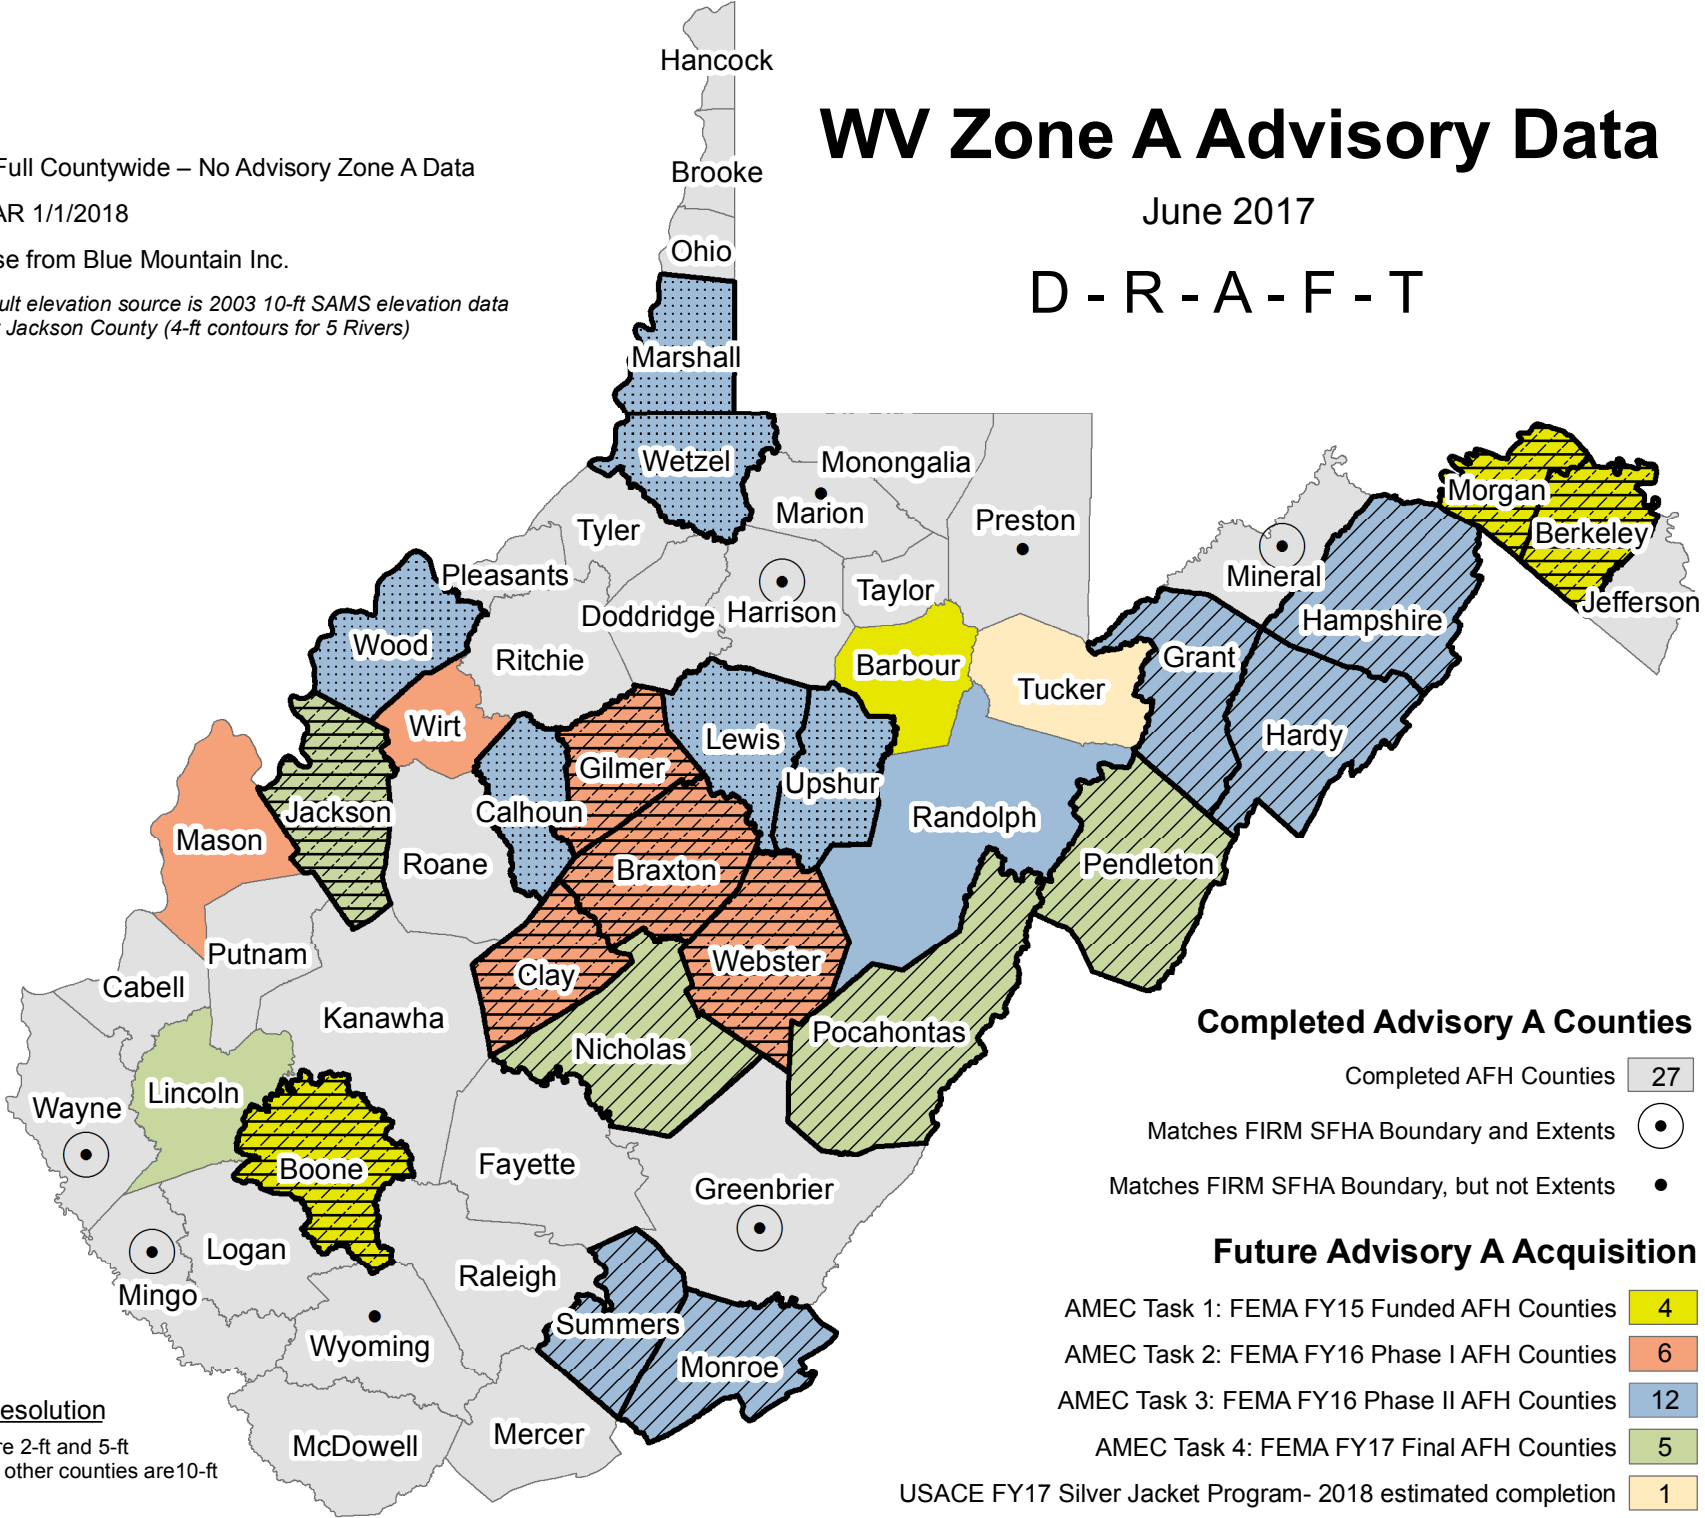 WV Zone A Advisory Data
June 2017
D - R - A - F - T
Full Countywide – No Advisory Zone A Data
AR 1/1/2018
se from Blue Mountain Inc.
ult elevation source is 2003 10-ft SAMS elevation data
Jackson County (4-ft contours for 5 Rivers)
Hancock
Brooke
Ohio
Marshall
Wetzel
Monongalia
Marion
Preston
Tyler
Pleasants
Doddridge
Harrison
Taylor
Morgan
Berkeley
Jefferson
Mineral
Hampshire
Grant
Hardy
Wood
Ritchie
Barbour
Tucker
Wirt
Lewis
Gilmer
Upshur
Randolph
Pendleton
Jackson
Calhoun
Mason
Roane
Braxton
Putnam
Cabell
Clay
Webster
Kanawha
Nicholas
Pocahontas
Lincoln
Wayne
Boone
Fayette
Greenbrier
Logan
Mingo
Raleigh
Summers
Wyoming
Monroe
McDowell
Mercer
esolution
re 2-ft and 5-ft
other counties are10-ft
Completed Advisory A Counties
Completed AFH Counties 27
Matches FIRM SFHA Boundary and Extents
Matches FIRM SFHA Boundary, but not Extents
Future Advisory A Acquisition
AMEC Task 1: FEMA FY15 Funded AFH Counties 4
AMEC Task 2: FEMA FY16 Phase I AFH Counties 6
AMEC Task 3: FEMA FY16 Phase II AFH Counties 12
AMEC Task 4: FEMA FY17 Final AFH Counties 5
USACE FY17 Silver Jacket Program- 2018 estimated completion 1